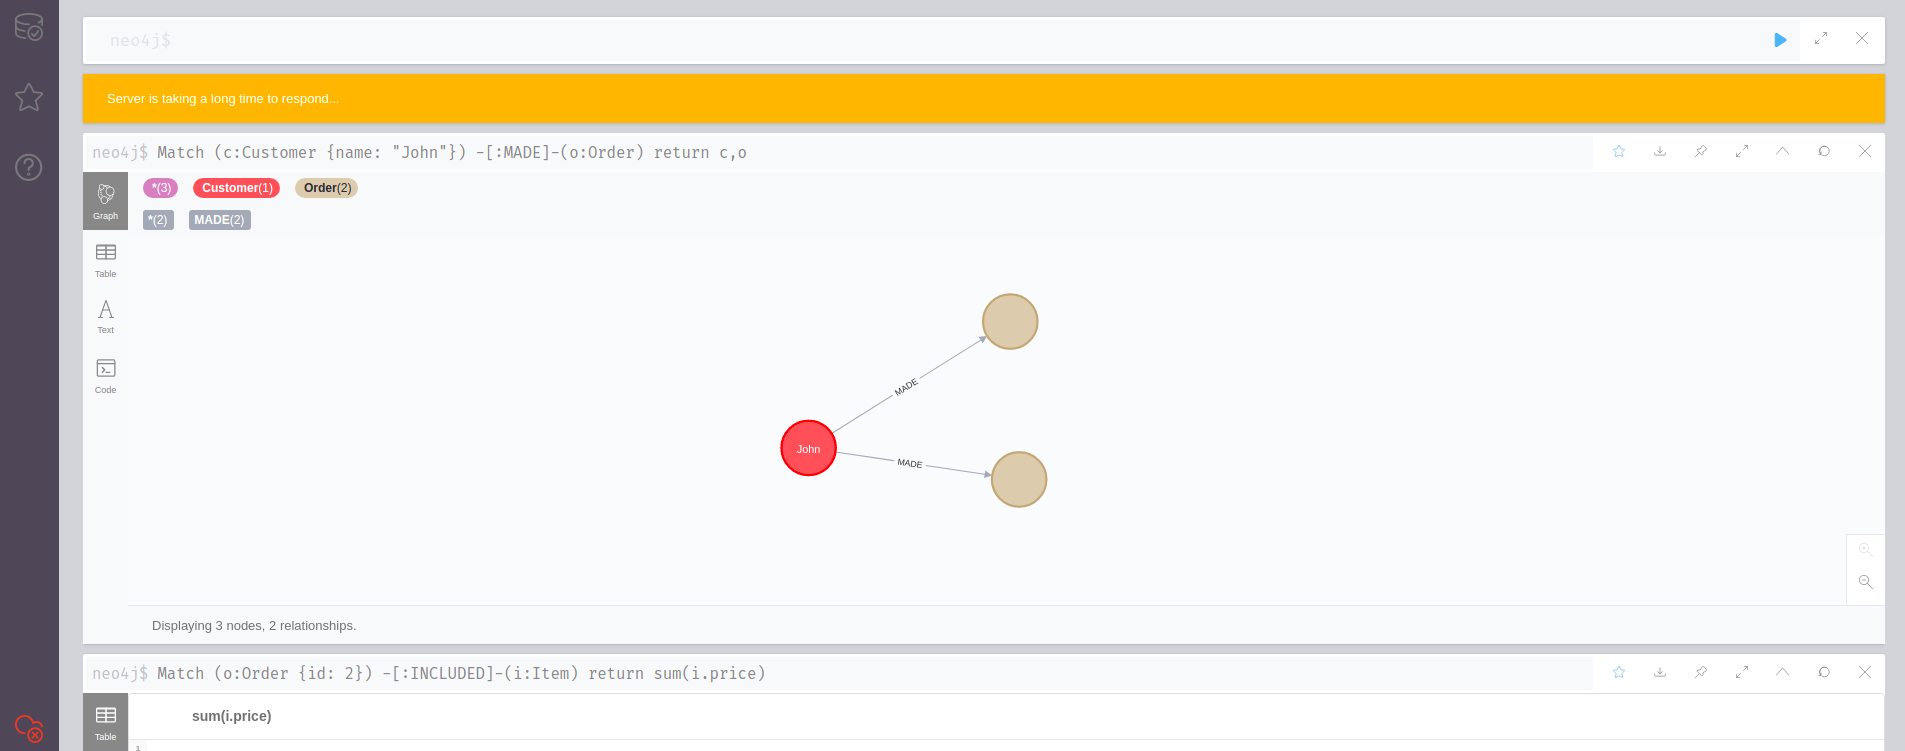 neo4j$
Server is taking a long time to respond...
neo4j$ Match (c:Customer {name: "John"}) -[:MADE]-(o:Order) return c,o
*(3) Customer(1) Order(2)
*(2) MADE(2)
Graph
Table
Text
Code
MADE
John
MADE
Displaying 3 nodes, 2 relationships.
neo4j$ Match (o:Order {id: 2}) -[:INCLUDED]-(i:Item) return sum(i.price)
sum(i.price)
Table
1